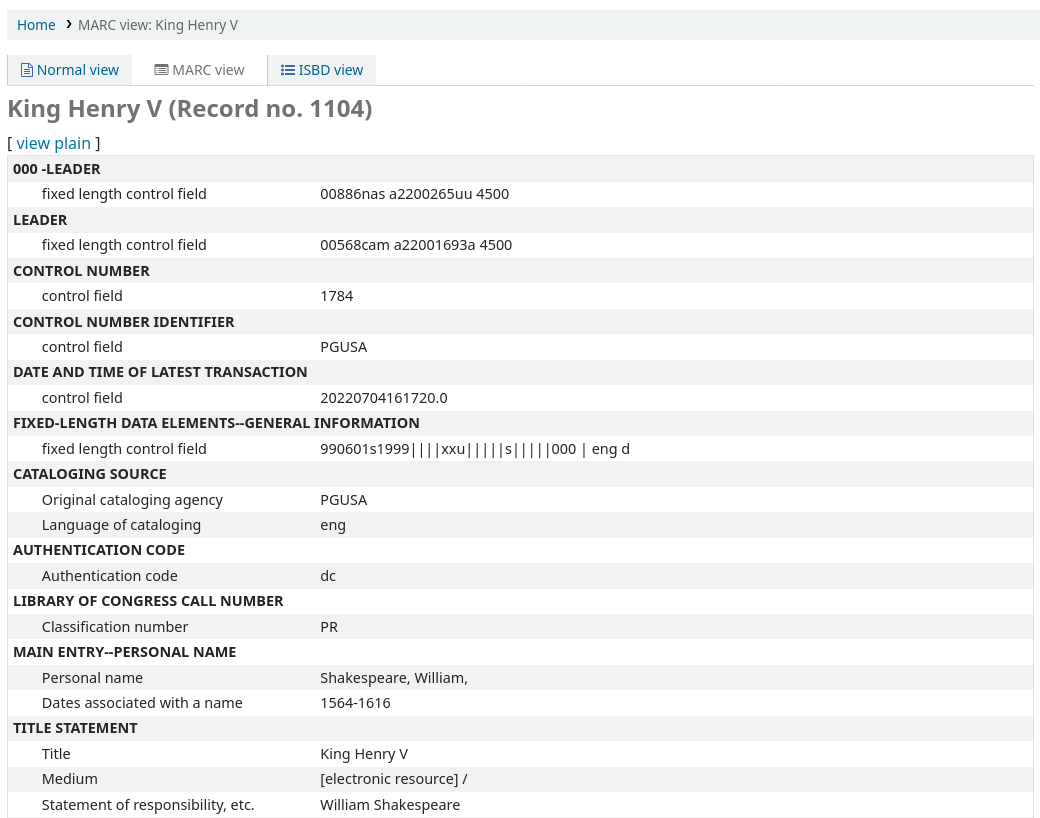 Home ❯ MARC view: King Henry V
Normal view MARC view ISBD view
King Henry V (Record no. 1104)
[ view plain ]
000 -LEADER
fixed length control field 00886nas a2200265uu 4500
LEADER
fixed length control field 00568cam a22001693a 4500
CONTROL NUMBER
control field 1784
CONTROL NUMBER IDENTIFIER
control field PGUSA
DATE AND TIME OF LATEST TRANSACTION
control field 20220704161720.0
FIXED-LENGTH DATA ELEMENTS--GENERAL INFORMATION
fixed length control field 990601s1999||||xxu|||||s|||||000 | eng d
CATALOGING SOURCE
Original cataloging agency PGUSA
Language of cataloging eng
AUTHENTICATION CODE
Authentication code dc
LIBRARY OF CONGRESS CALL NUMBER
Classification number PR
MAIN ENTRY--PERSONAL NAME
Personal name Shakespeare, William,
Dates associated with a name 1564-1616
TITLE STATEMENT
Title King Henry V
Medium [electronic resource] /
Statement of responsibility, etc. William Shakespeare